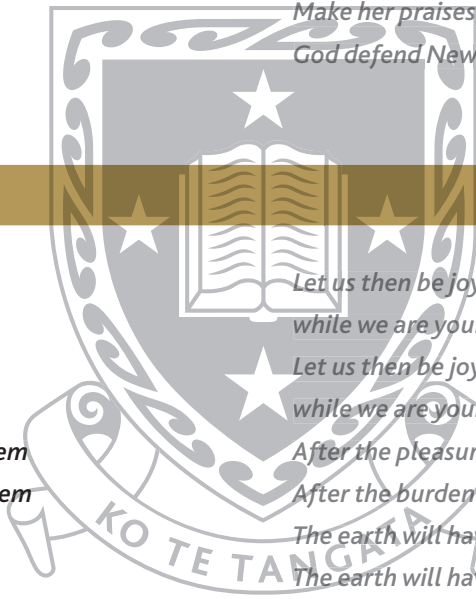 Make her praises
God defend New
Let us then be joy
while we are you
Let us then be joy
while we are you
em
After the pleasur
em
After the burden
The earth will hav
The earth will hav
KO TE TANGATA